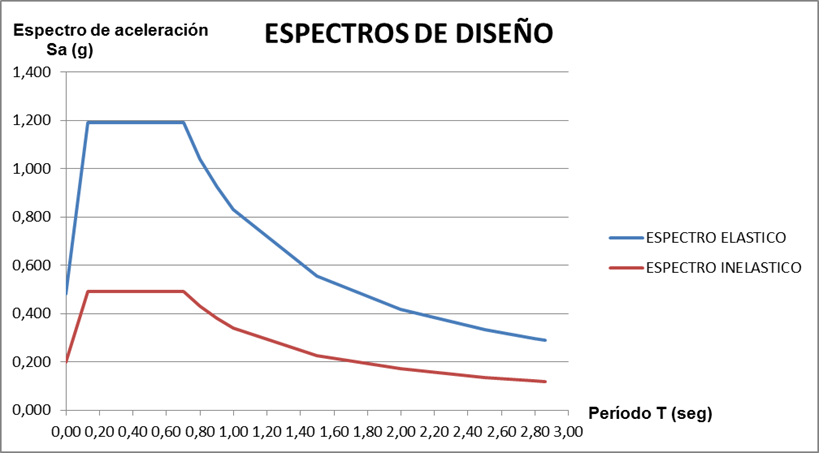 Espectro de aceleración
Sa (g)
ESPECTROS DE DISEÑO
1,400
1,200
1,000
0,800
0,600
0,400
0,200
0,000
0,00 0,20 0,40 0,60 0,80 1,00 1,20 1,40 1,60 1,80 2,00 2,20 2,40 2,60 2,80 3,00
Período T (seg)
ESPECTRO ELASTICO
ESPECTRO INELASTICO